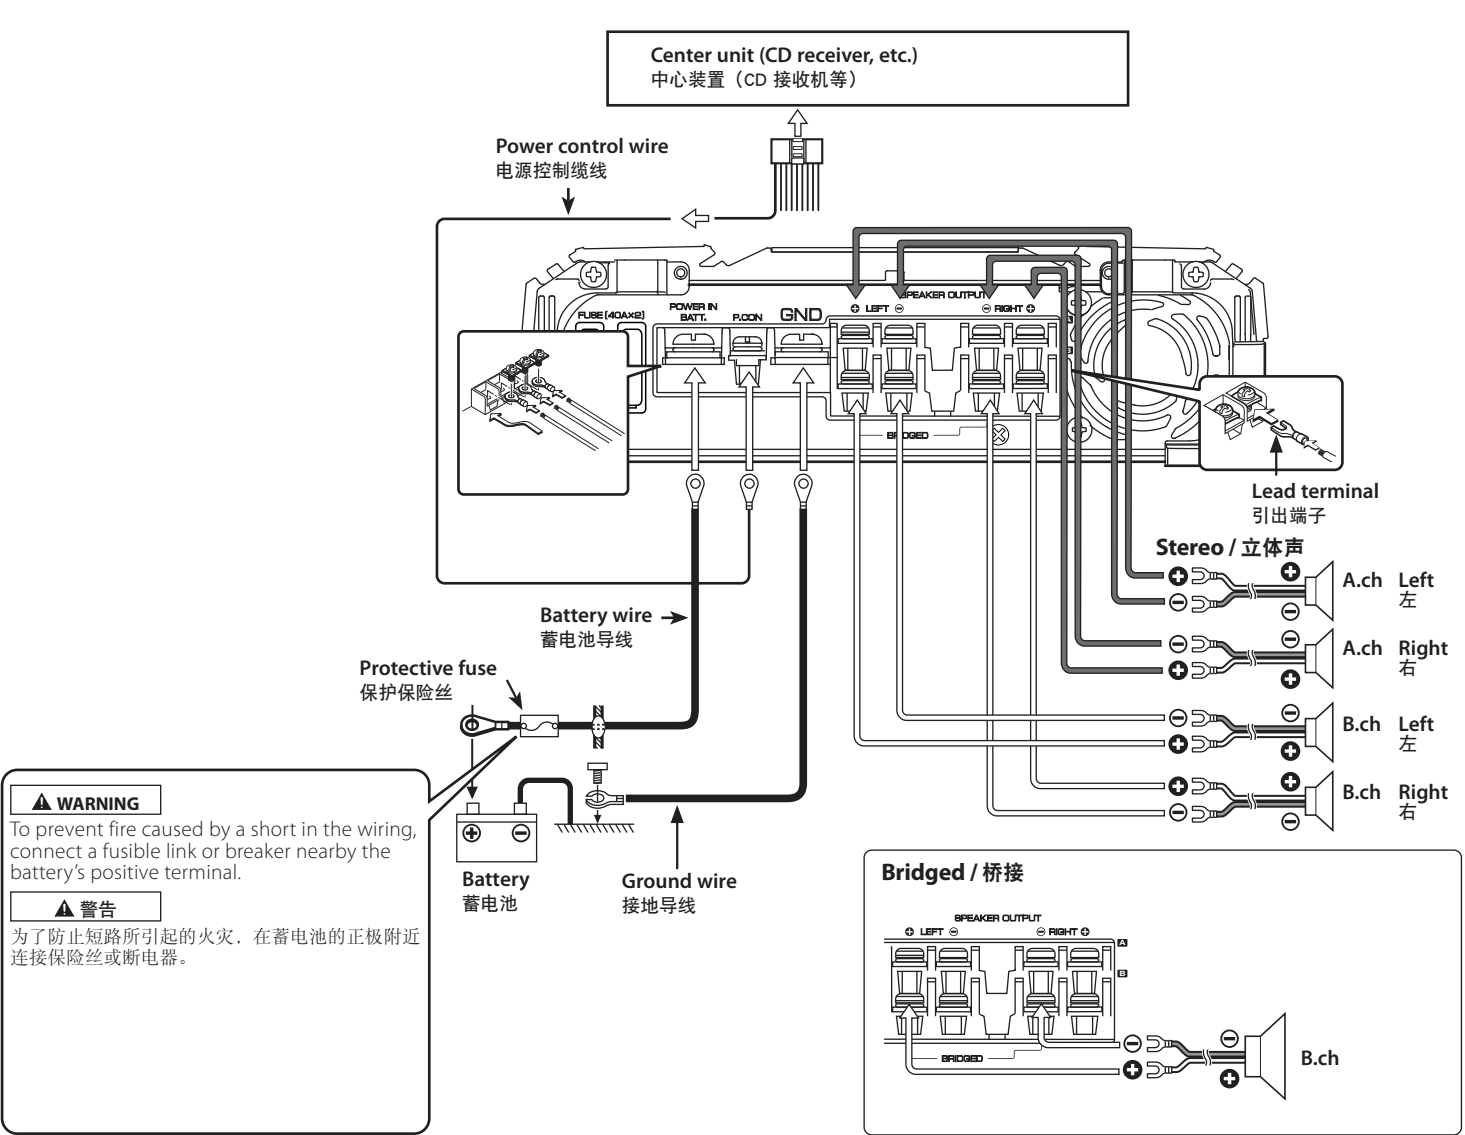 Center unit (CD receiver, etc.)
中心装置（CD 接收机等）
Power control wire
电源控制缆线
FUSE (40A×2)
POWER IN
BATT.
P.CON
GND
SPEAKER OUTPUT
⊕ LEFT ⊖
⊖ RIGHT ⊕
A
B
BRIDGED
Lead terminal
引出端子
Stereo / 立体声
A.ch Left
左
A.ch Right
右
B.ch Left
左
B.ch Right
右
Battery wire
蓄电池导线
Protective fuse
保护保险丝
WARNING
To prevent fire caused by a short in the wiring,
connect a fusible link or breaker nearby the
battery’s positive terminal.
警告
为了防止短路所引起的火灾，在蓄电池的正极附近
连接保险丝或断电器。
Battery
蓄电池
Ground wire
接地导线
Bridged / 桥接
SPEAKER OUTPUT
⊕ LEFT ⊖
⊖ RIGHT ⊕
A
B
BRIDGED
B.ch